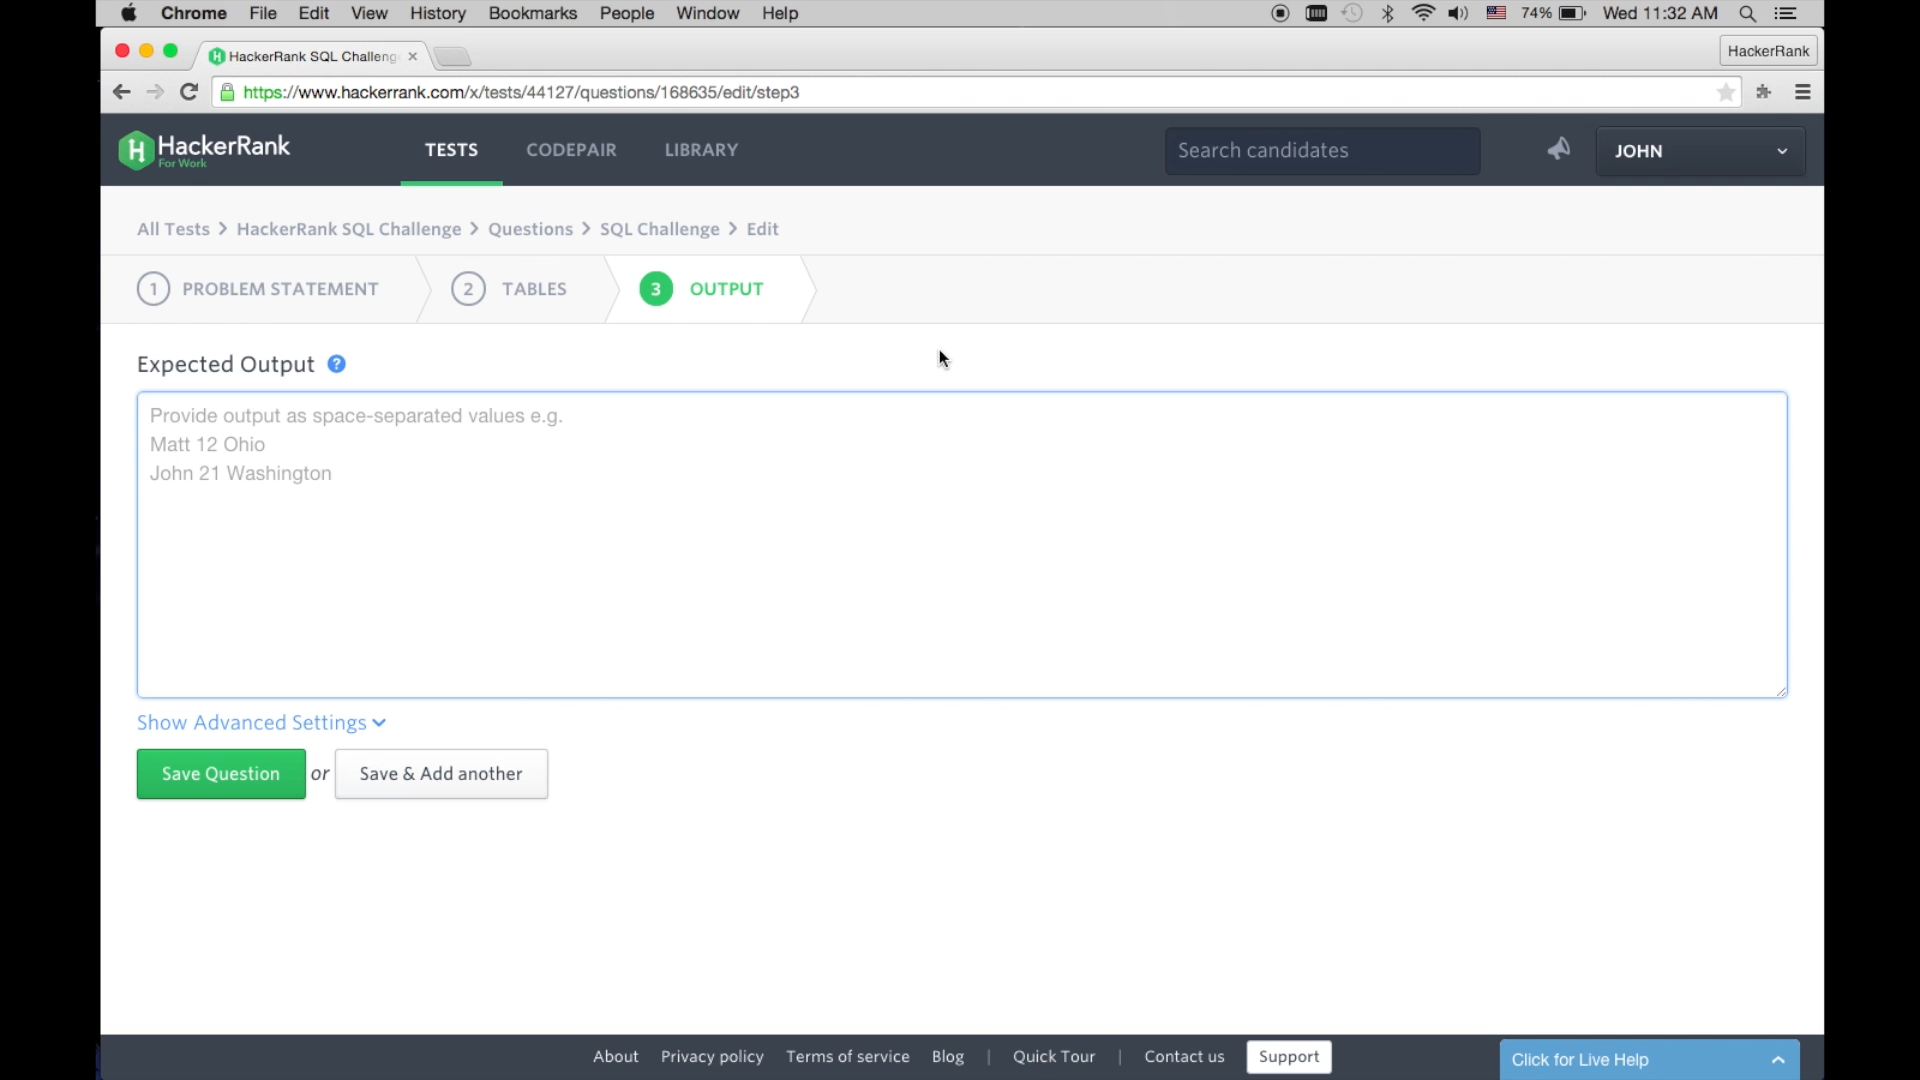 Chrome File Edit View History Bookmarks People Window Help 74% Wed 11:32 AM
HackerRank SQL Challeng HackerRank
https://www.hackerrank.com/x/tests/44127/questions/168635/edit/step3
H HackerRank For Work TESTS CODEPAIR LIBRARY Search candidates JOHN
All Tests > HackerRank SQL Challenge > Questions > SQL Challenge > Edit
1 PROBLEM STATEMENT 2 TABLES 3 OUTPUT
Expected Output ?
Provide output as space-separated values e.g.
Matt 12 Ohio
John 21 Washington
Show Advanced Settings
Save Question or Save & Add another
About Privacy policy Terms of service Blog | Quick Tour | Contact us Support Click for Live Help